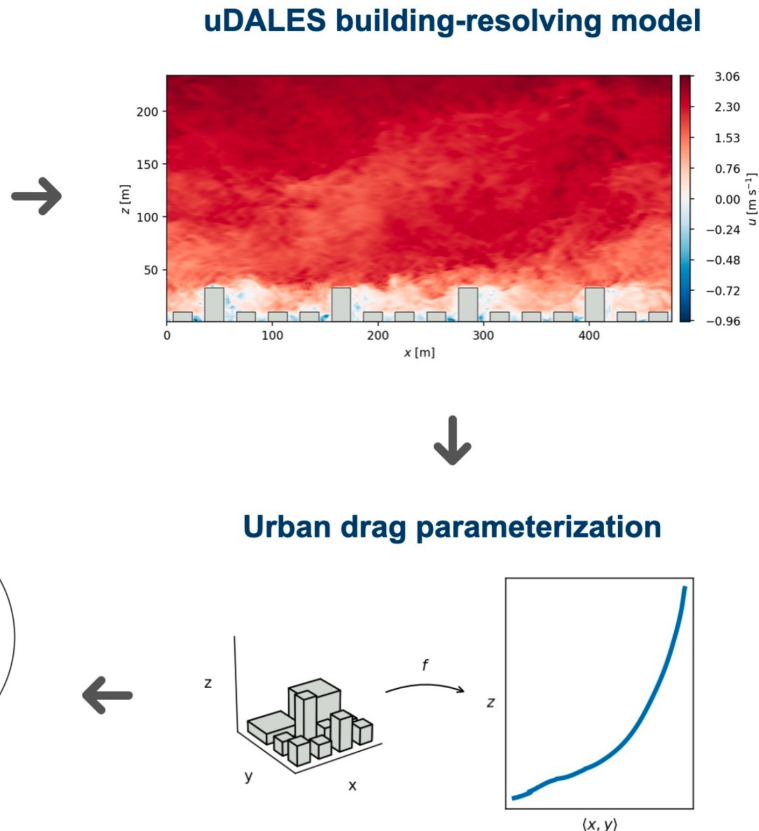 uDALES building-resolving model
200
150
100
50
z [m]
0
100
200
300
400
x [m]
3.06
2.30
1.53
0.76
0.00
−0.24
−0.48
−0.72
−0.96
u [m s⁻¹]
Urban drag parameterization
z
y
x
f
z
⟨x, y⟩